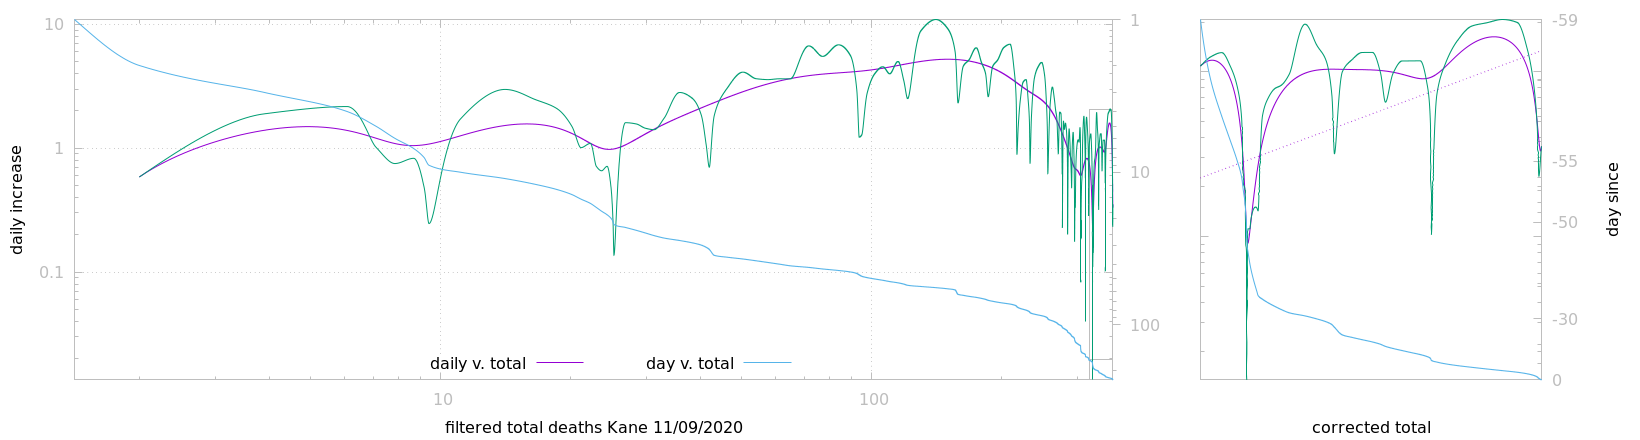 10
1
0.1
daily increase
1
10
100
daily v. total
day v. total
10
100
filtered total deaths Kane 11/09/2020
-59
-55
-50
-30
0
day since
corrected total